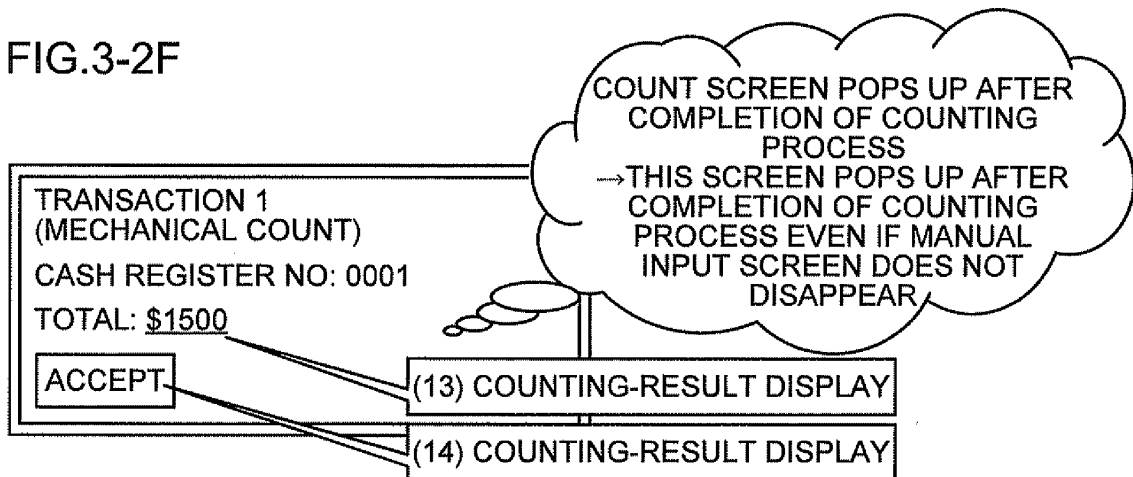 FIG.3-2F
COUNT SCREEN POPS UP AFTER
COMPLETION OF COUNTING
PROCESS
→THIS SCREEN POPS UP AFTER
COMPLETION OF COUNTING
PROCESS EVEN IF MANUAL
INPUT SCREEN DOES NOT
DISAPPEAR
TRANSACTION 1
(MECHANICAL COUNT)
CASH REGISTER NO: 0001
TOTAL: $1500
ACCEPT
(13) COUNTING-RESULT DISPLAY
(14) COUNTING-RESULT DISPLAY